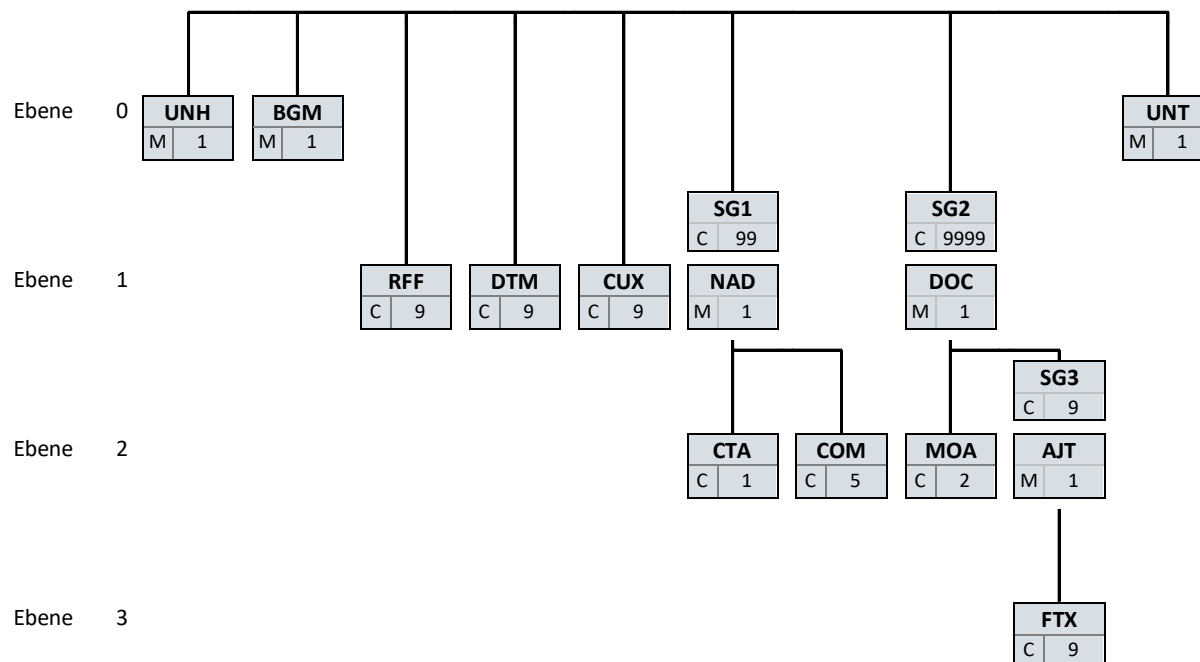 Ebene 0 UNH BGM UNT
M 1 M 1 M 1
SG1 SG2
C 99 C 9999
Ebene 1 RFF DTM CUX NAD DOC
C 9 C 9 C 9 M 1 M 1
SG3
C 9
Ebene 2 CTA COM MOA AJT
C 1 C 5 C 2 M 1
Ebene 3 FTX
C 9